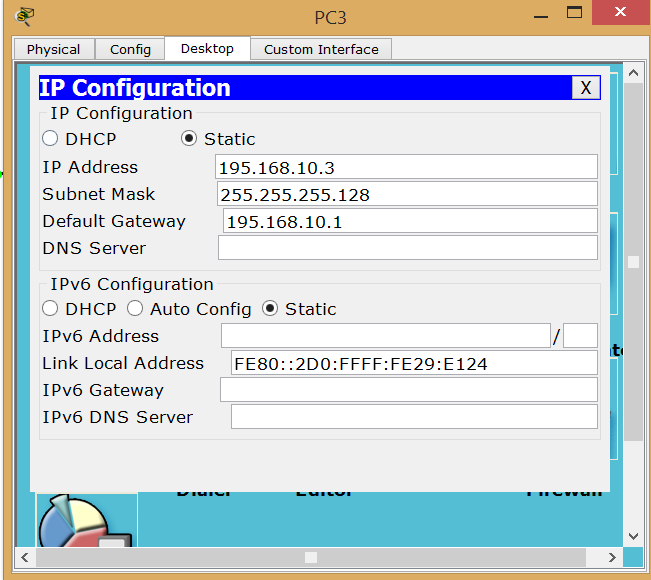 PC3
Physical Config Desktop Custom Interface
IP Configuration X
IP Configuration
DHCP Static
IP Address 195.168.10.3
Subnet Mask 255.255.255.128
Default Gateway 195.168.10.1
DNS Server
IPv6 Configuration
DHCP Auto Config Static
IPv6 Address /
Link Local Address FE80::2D0:FFFF:FE29:E124
IPv6 Gateway
IPv6 DNS Server
Dialer Editor Firewall